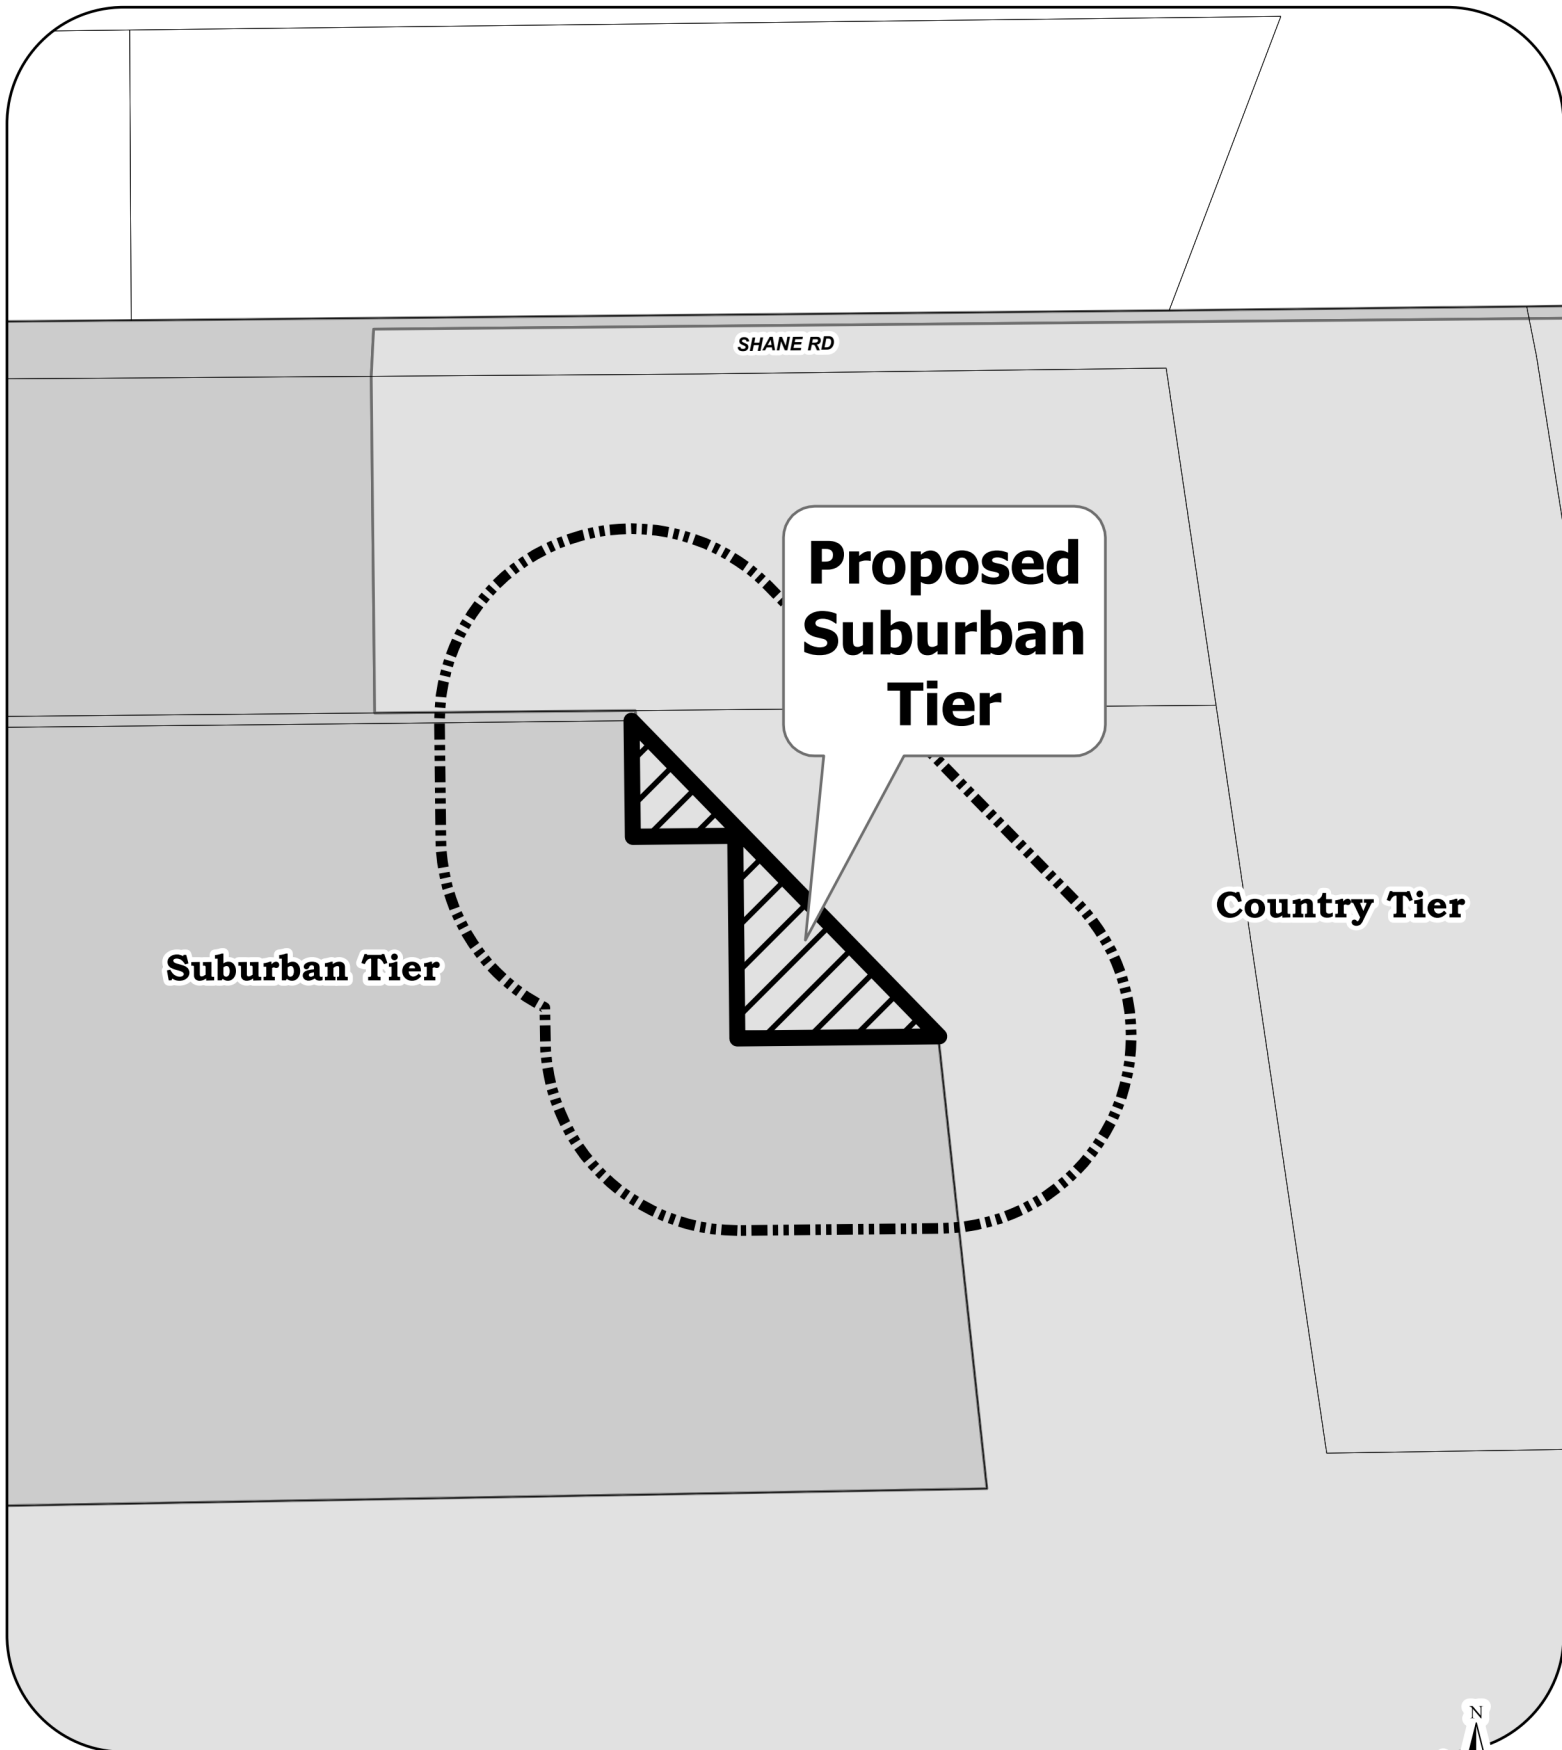 SHANE RD
Proposed
Suburban
Tier
Country Tier
Suburban Tier
N